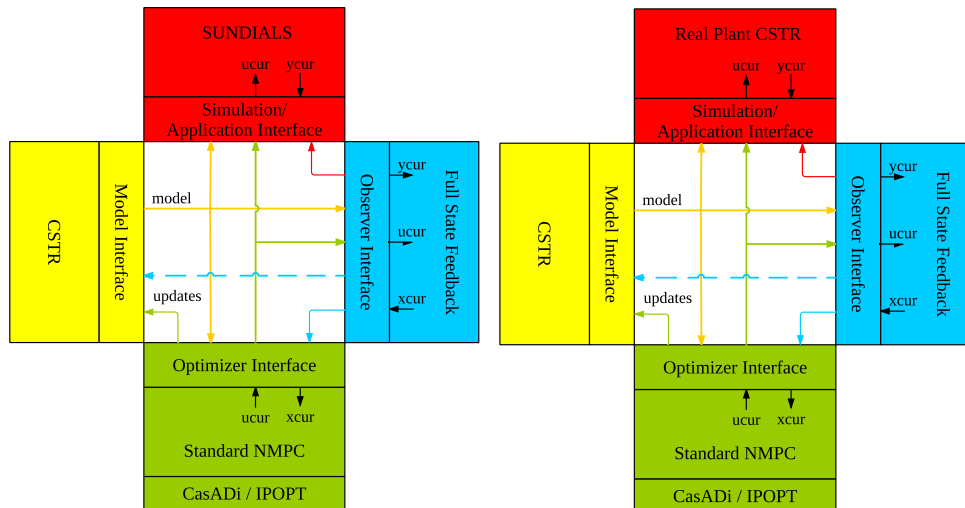 SUNDIALS
ucur
ycur
Simulation/
Application Interface
CSTR
Model Interface
model
updates
Observer Interface
ycur
ucur
xcur
Full State Feedback
Optimizer Interface
ucur
xcur
Standard NMPC
CasADi / IPOPT
Real Plant CSTR
ucur
ycur
Simulation/
Application Interface
CSTR
Model Interface
model
updates
Observer Interface
ycur
ucur
xcur
Full State Feedback
Optimizer Interface
ucur
xcur
Standard NMPC
CasADi / IPOPT